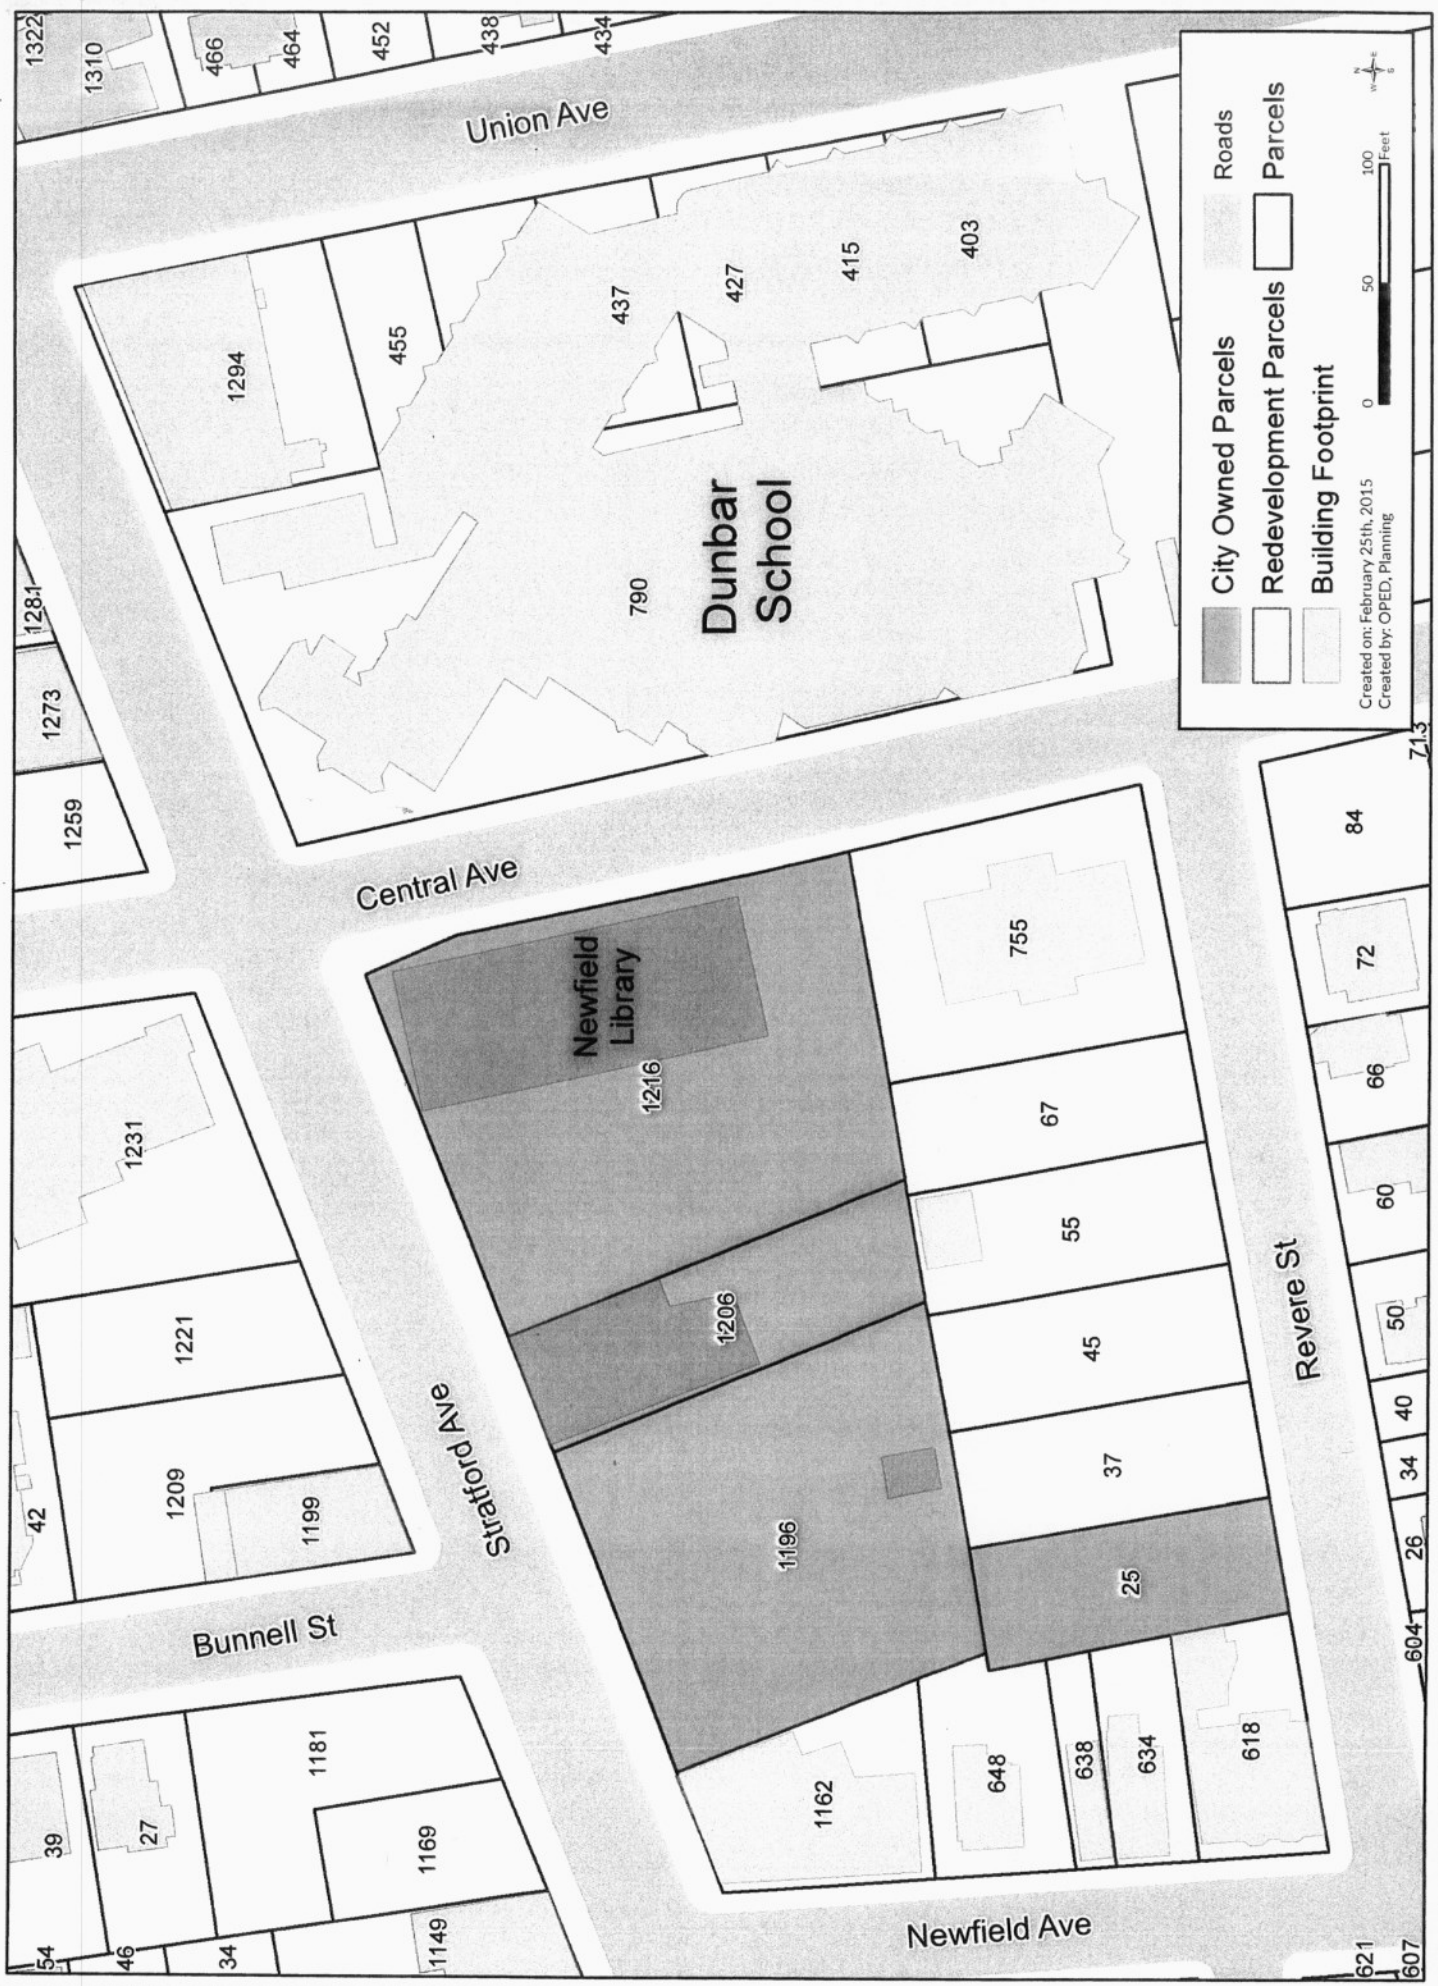 54
39
1259
1273
1281
1322
1310
466
464
452
438
434
46
27
42
1231
34
1181
1221
1209
1199
Bunnell St
1169
1149
Stratford Ave
Central Ave
Union Ave
1294
455
437
427
415
403
790
Dunbar
School
Newfield
Library
1216
1206
1196
1162
755
67
55
45
37
25
648
638
634
618
Newfield Ave
Revere St
84
72
66
60
50
40
34
26
604
713
621
607
City Owned Parcels
Roads
Redevelopment Parcels
Parcels
Building Footprint
Created on: February 25th, 2015
Created by: OPED, Planning
0 50 100
Feet
N
W E
S